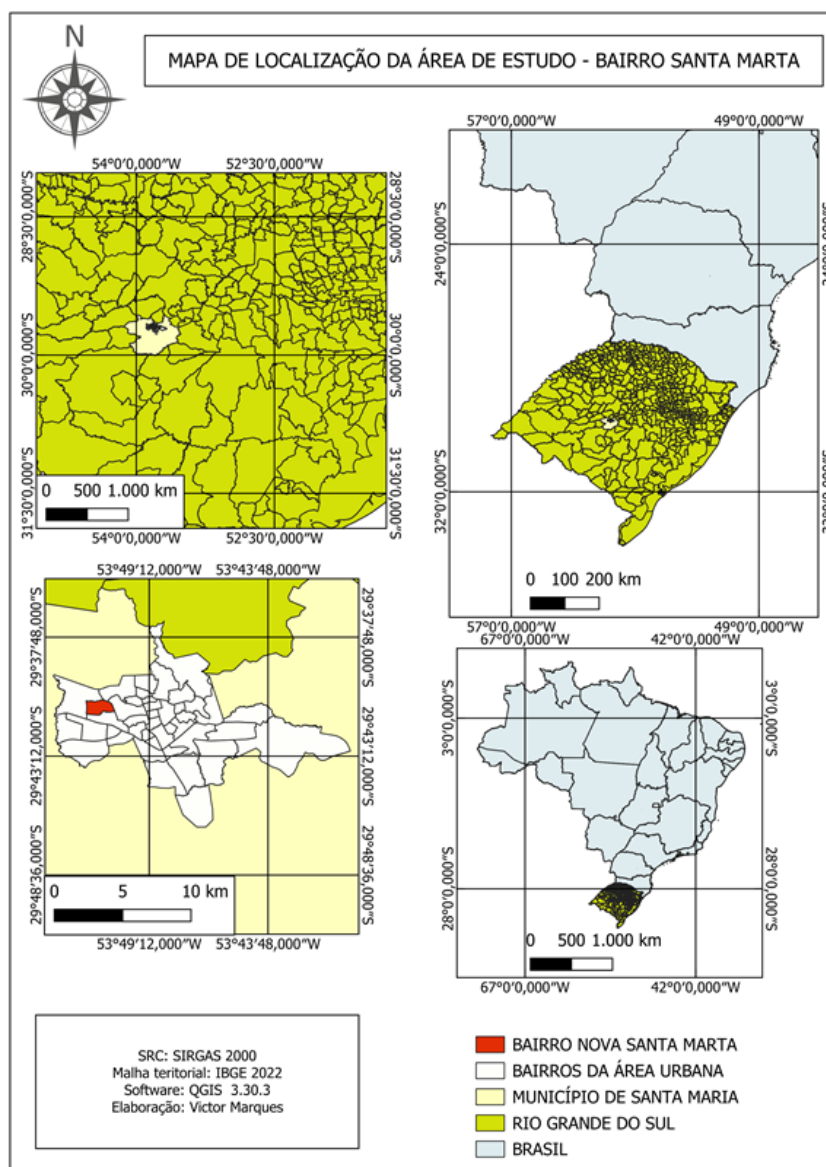 N
MAPA DE LOCALIZAÇÃO DA ÁREA DE ESTUDO - BAIRRO SANTA MARTA
54°0′0,000″W 52°30′0,000″W
28°30′0,000″S 28°30′0,000″S
30°0′0,000″S 30°0′0,000″S
31°30′0,000″S 31°30′0,000″S
0 500 1.000 km
54°0′0,000″W 52°30′0,000″W
57°0′0,000″W 49°0′0,000″W
24°0′0,000″S 24°0′0,000″S
32°0′0,000″S 32°0′0,000″S
0 100 200 km
57°0′0,000″W 49°0′0,000″W
53°49′12,000″W 53°43′48,000″W
29°37′48,000″S 29°37′48,000″S
29°43′12,000″S 29°43′12,000″S
29°48′36,000″S 29°48′36,000″S
0 5 10 km
53°49′12,000″W 53°43′48,000″W
67°0′0,000″W 42°0′0,000″W
3°0′0,000″S 3°0′0,000″S
28°0′0,000″S 28°0′0,000″S
0 500 1.000 km
67°0′0,000″W 42°0′0,000″W
SRC: SIRGAS 2000
Malha territorial: IBGE 2022
Software: QGIS 3.30.3
Elaboração: Victor Marques
BAIRRO NOVA SANTA MARTA
BAIRROS DA ÁREA URBANA
MUNICÍPIO DE SANTA MARIA
RIO GRANDE DO SUL
BRASIL